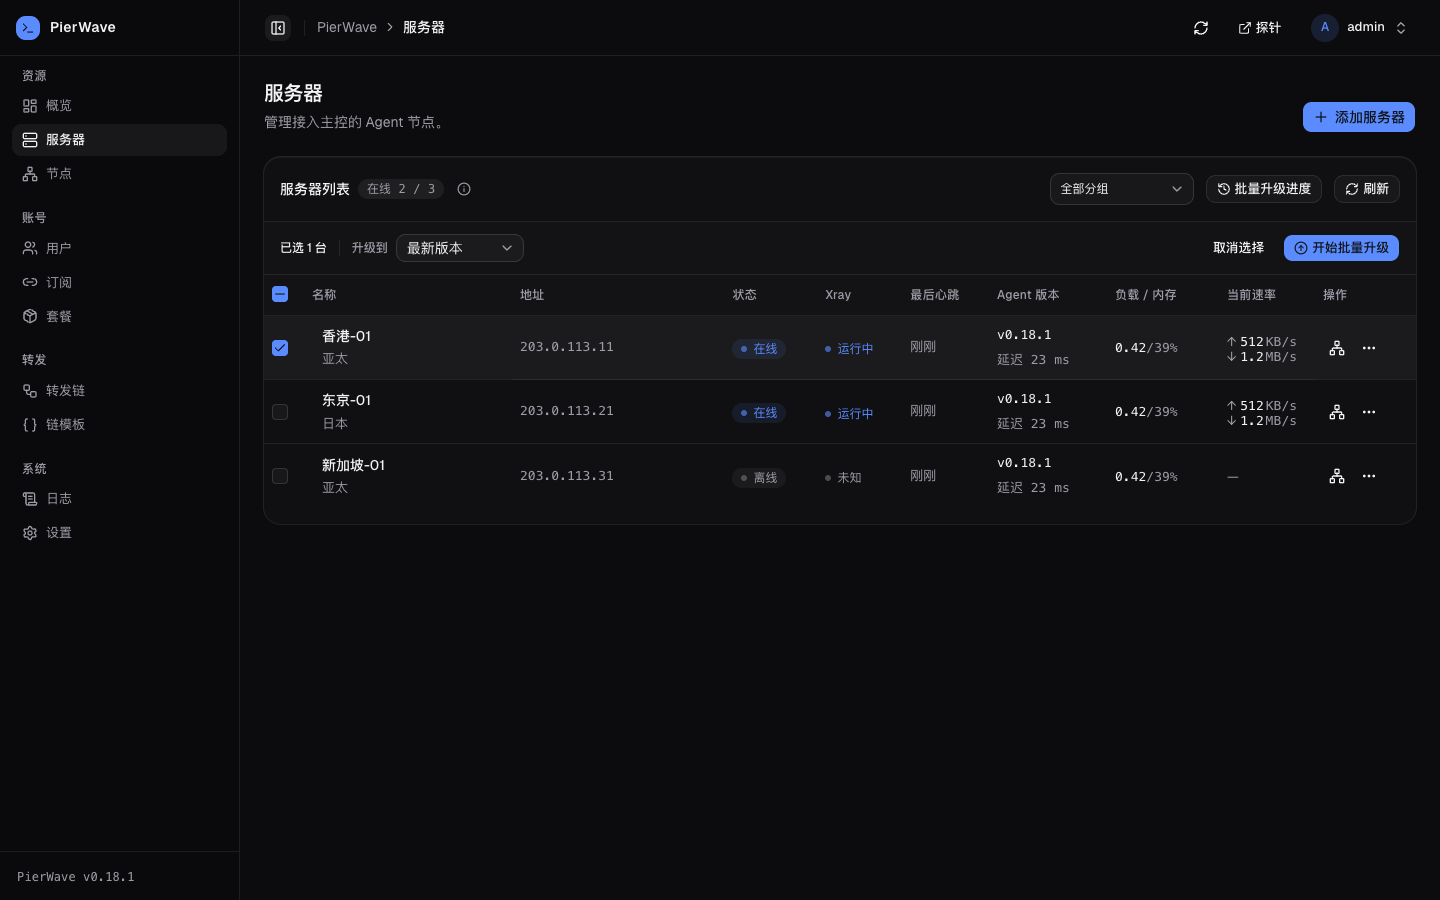 PierWave
资源
概览
服务器
节点
账号
用户
订阅
套餐
转发
转发链
链模板
系统
日志
设置
PierWave v0.18.1
PierWave > 服务器
探针
A admin
服务器
管理接入主控的 Agent 节点。
添加服务器
服务器列表 在线 2 / 3
全部分组
批量升级进度
刷新
已选 1 台 升级到 最新版本
取消选择
开始批量升级
名称 地址 状态 Xray 最后心跳 Agent 版本 负载 / 内存 当前速率 操作
香港-01
亚太
203.0.113.11
在线
运行中
刚刚
v0.18.1
延迟 23 ms
0.42/39%
↑ 512 KB/s
↓ 1.2 MB/s
东京-01
日本
203.0.113.21
在线
运行中
刚刚
v0.18.1
延迟 23 ms
0.42/39%
↑ 512 KB/s
↓ 1.2 MB/s
新加坡-01
亚太
203.0.113.31
离线
未知
刚刚
v0.18.1
延迟 23 ms
0.42/39%
—